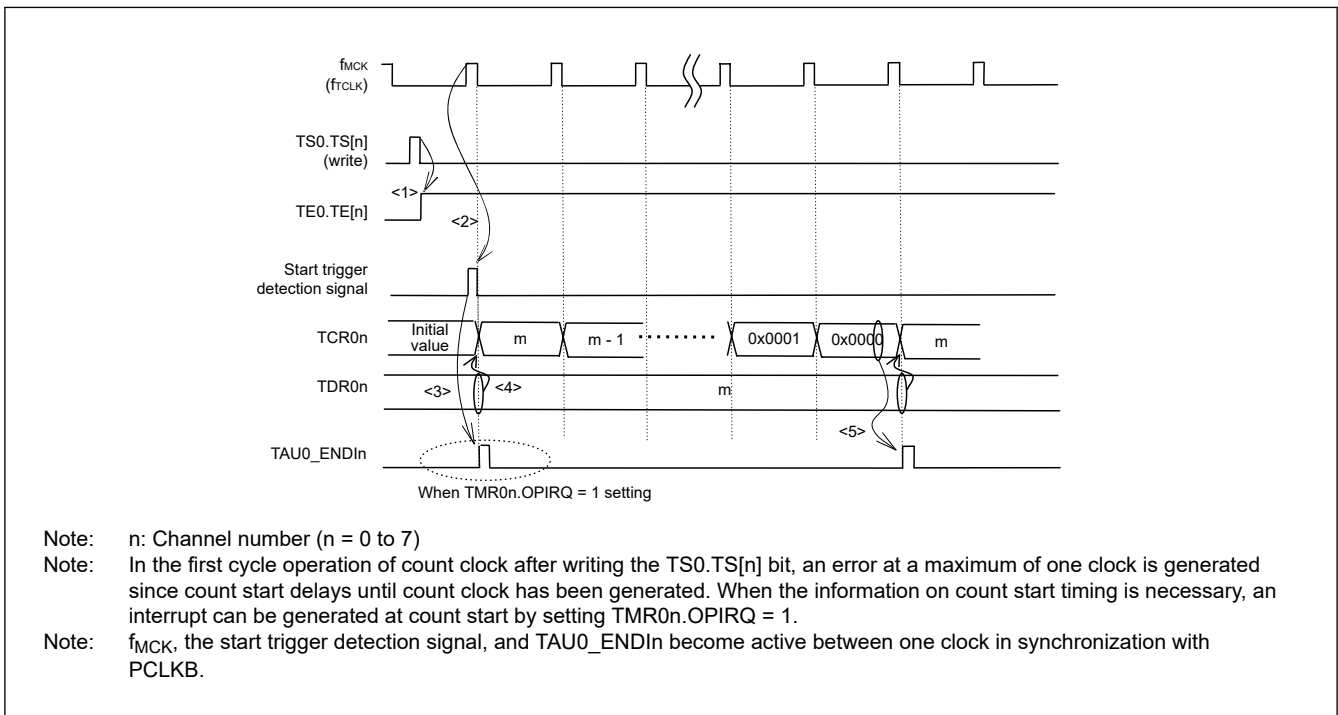 fMCK
(fTCLK)
TS0.TS[n]
(write)
<1>
TE0.TE[n]
<2>
Start trigger
detection signal
TCR0n
Initial
value
m
m - 1
0x0001
0x0000
m
TDR0n
<3>
<4>
m
<5>
TAU0_ENDIn
When TMR0n.OPIRQ = 1 setting
Note: n: Channel number (n = 0 to 7)
Note: In the first cycle operation of count clock after writing the TS0.TS[n] bit, an error at a maximum of one clock is generated
since count start delays until count clock has been generated. When the information on count start timing is necessary, an
interrupt can be generated at count start by setting TMR0n.OPIRQ = 1.
Note: fMCK, the start trigger detection signal, and TAU0_ENDIn become active between one clock in synchronization with
PCLKB.